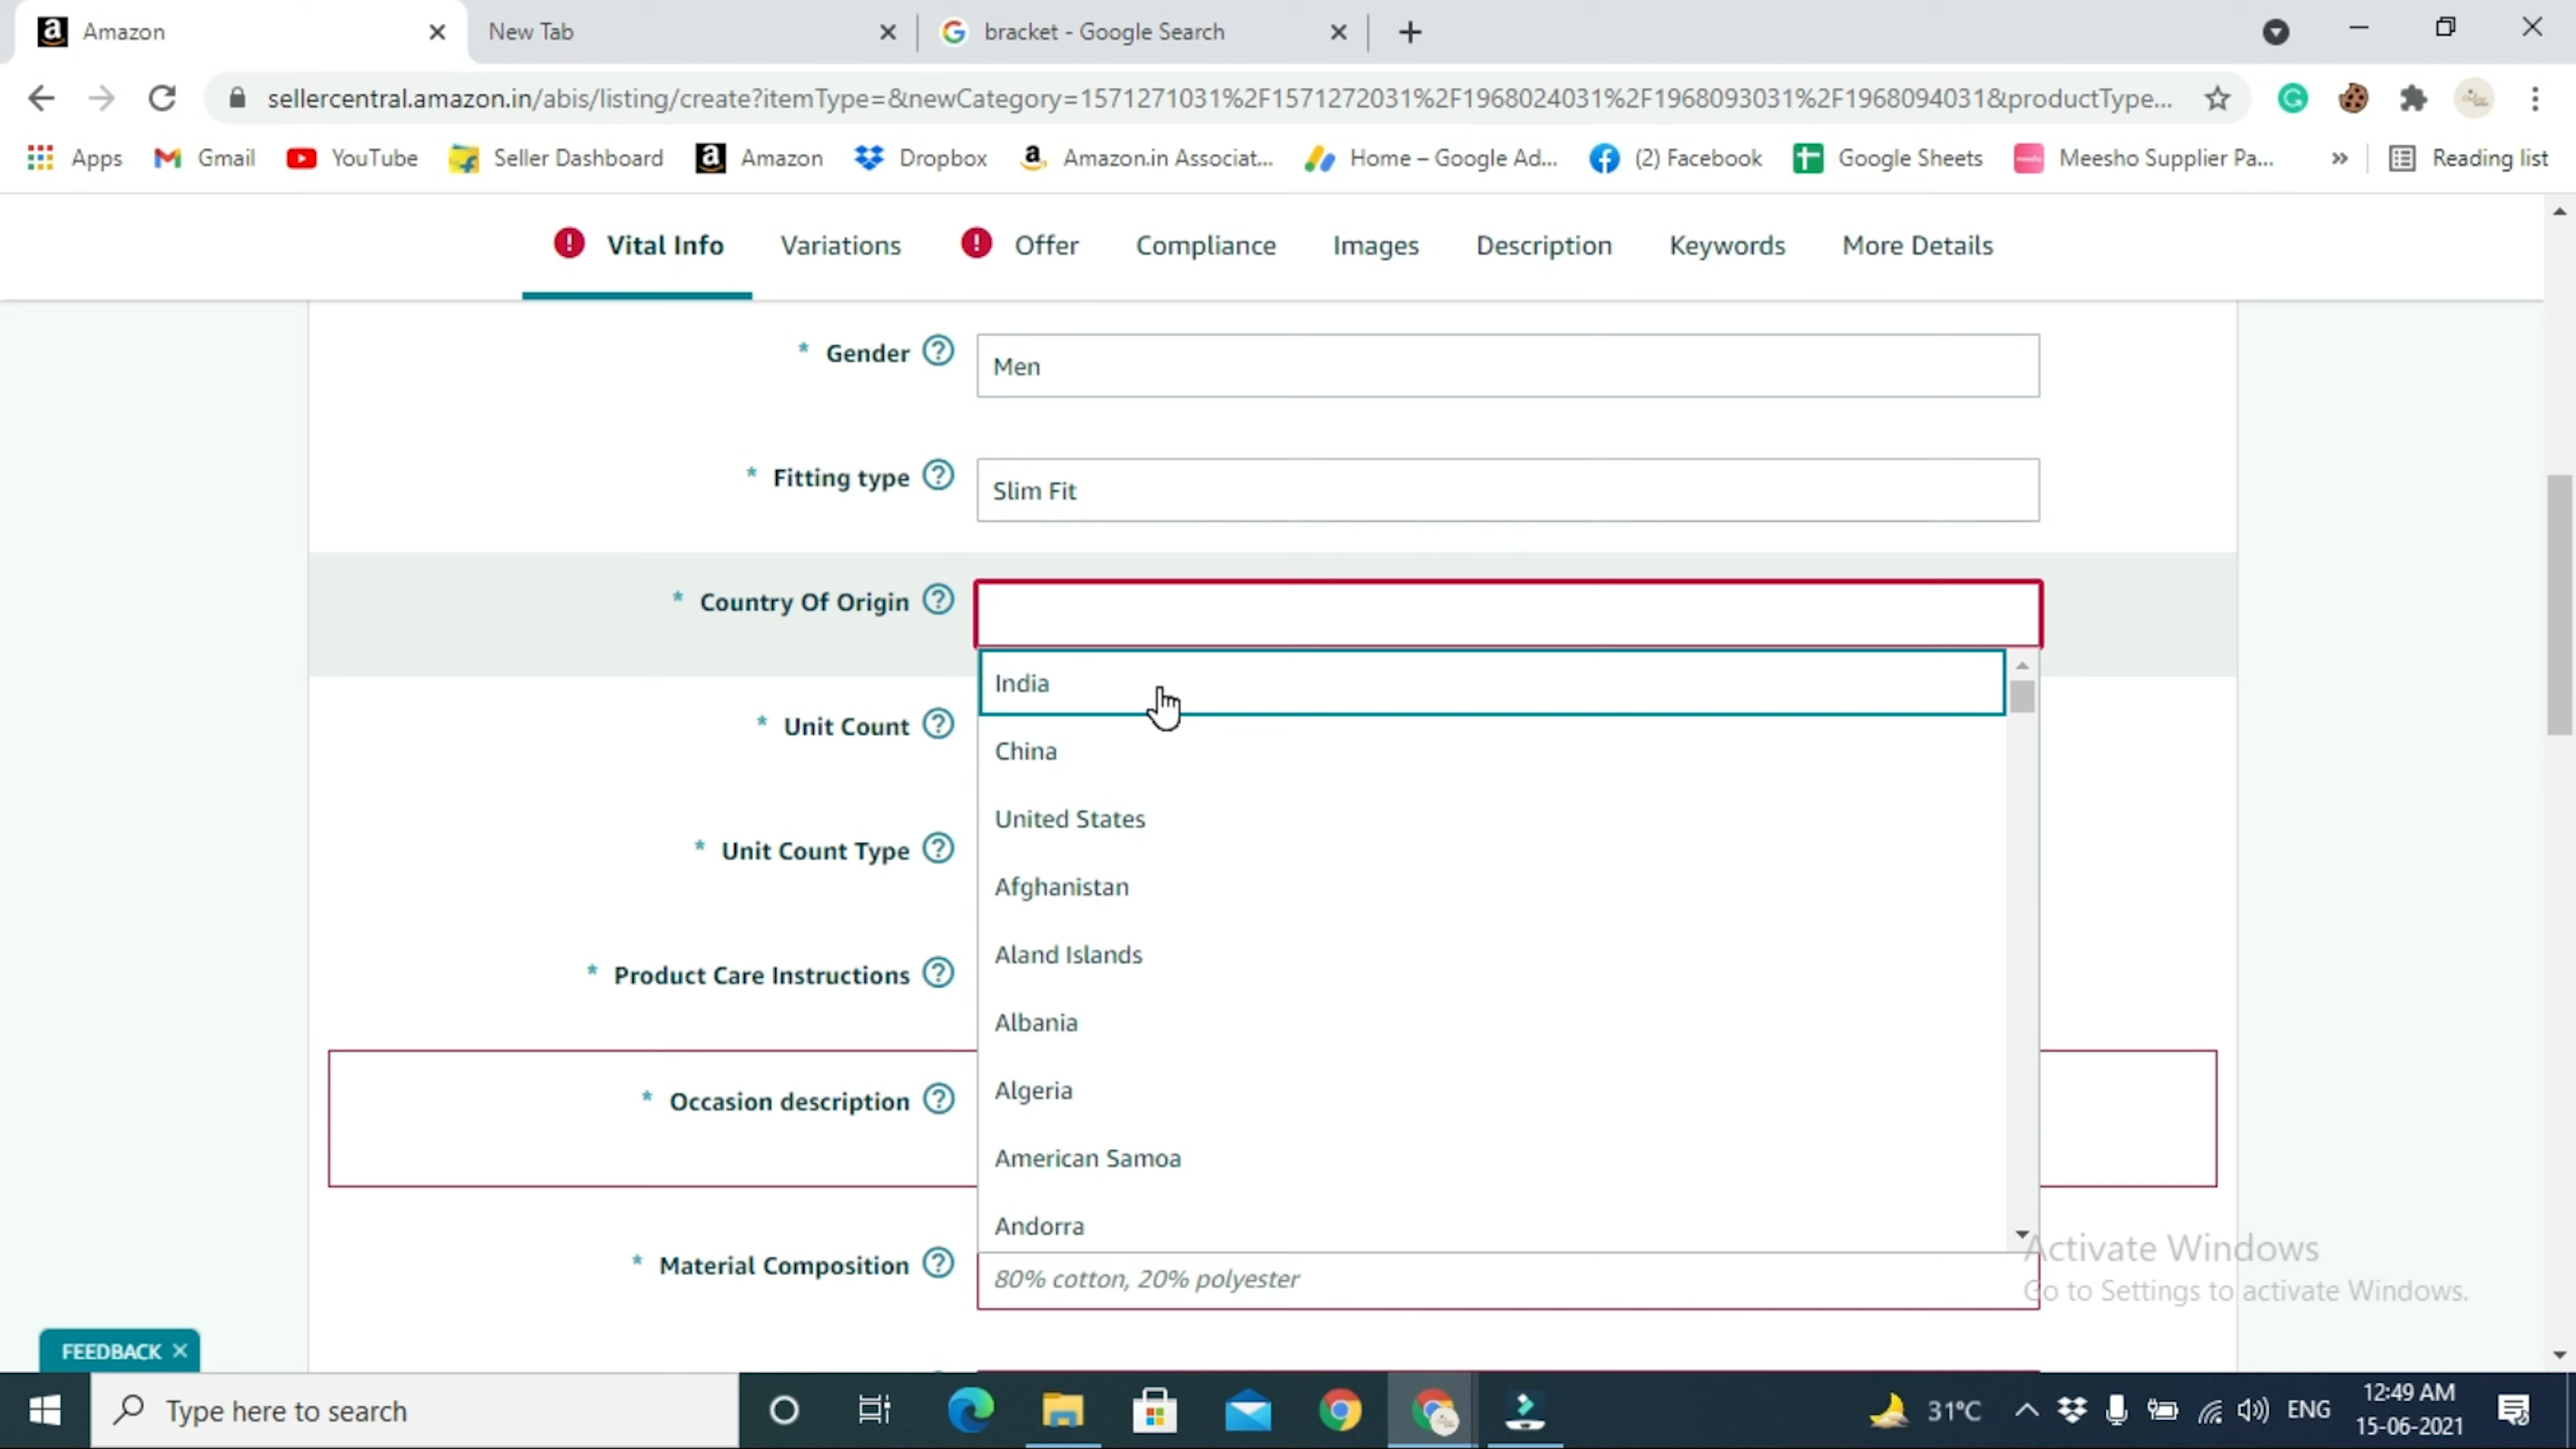 Amazon
New Tab
bracket - Google Search
sellercentral.amazon.in/abis/listing/create?itemType=&newCategory=1571271031%2F1571272031%2F1968024031%2F1968093031%2F1968094031&productType...
Apps
Gmail
YouTube
Seller Dashboard
Amazon
Dropbox
Amazon.in Associat...
Home – Google Ad...
(2) Facebook
Google Sheets
Meesho Supplier Pa...
»
Reading list
Vital Info
Variations
Offer
Compliance
Images
Description
Keywords
More Details
* Gender ?
Men
* Fitting type ?
Slim Fit
* Country Of Origin ?
India
China
United States
Afghanistan
Aland Islands
Albania
Algeria
American Samoa
Andorra
* Unit Count ?
* Unit Count Type ?
* Product Care Instructions ?
* Occasion description ?
* Material Composition ?
80% cotton, 20% polyester
Activate Windows
Go to Settings to activate Windows.
FEEDBACK ×
Type here to search
31°C
ENG
12:49 AM
15-06-2021